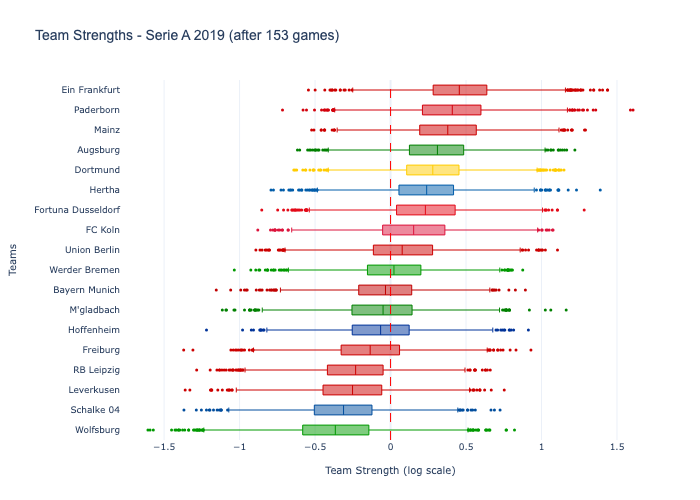 Team Strengths - Serie A 2019 (after 153 games)
Teams
Ein Frankfurt
Paderborn
Mainz
Augsburg
Dortmund
Hertha
Fortuna Dusseldorf
FC Koln
Union Berlin
Werder Bremen
Bayern Munich
M'gladbach
Hoffenheim
Freiburg
RB Leipzig
Leverkusen
Schalke 04
Wolfsburg
−1.5 −1 −0.5 0 0.5 1 1.5
Team Strength (log scale)